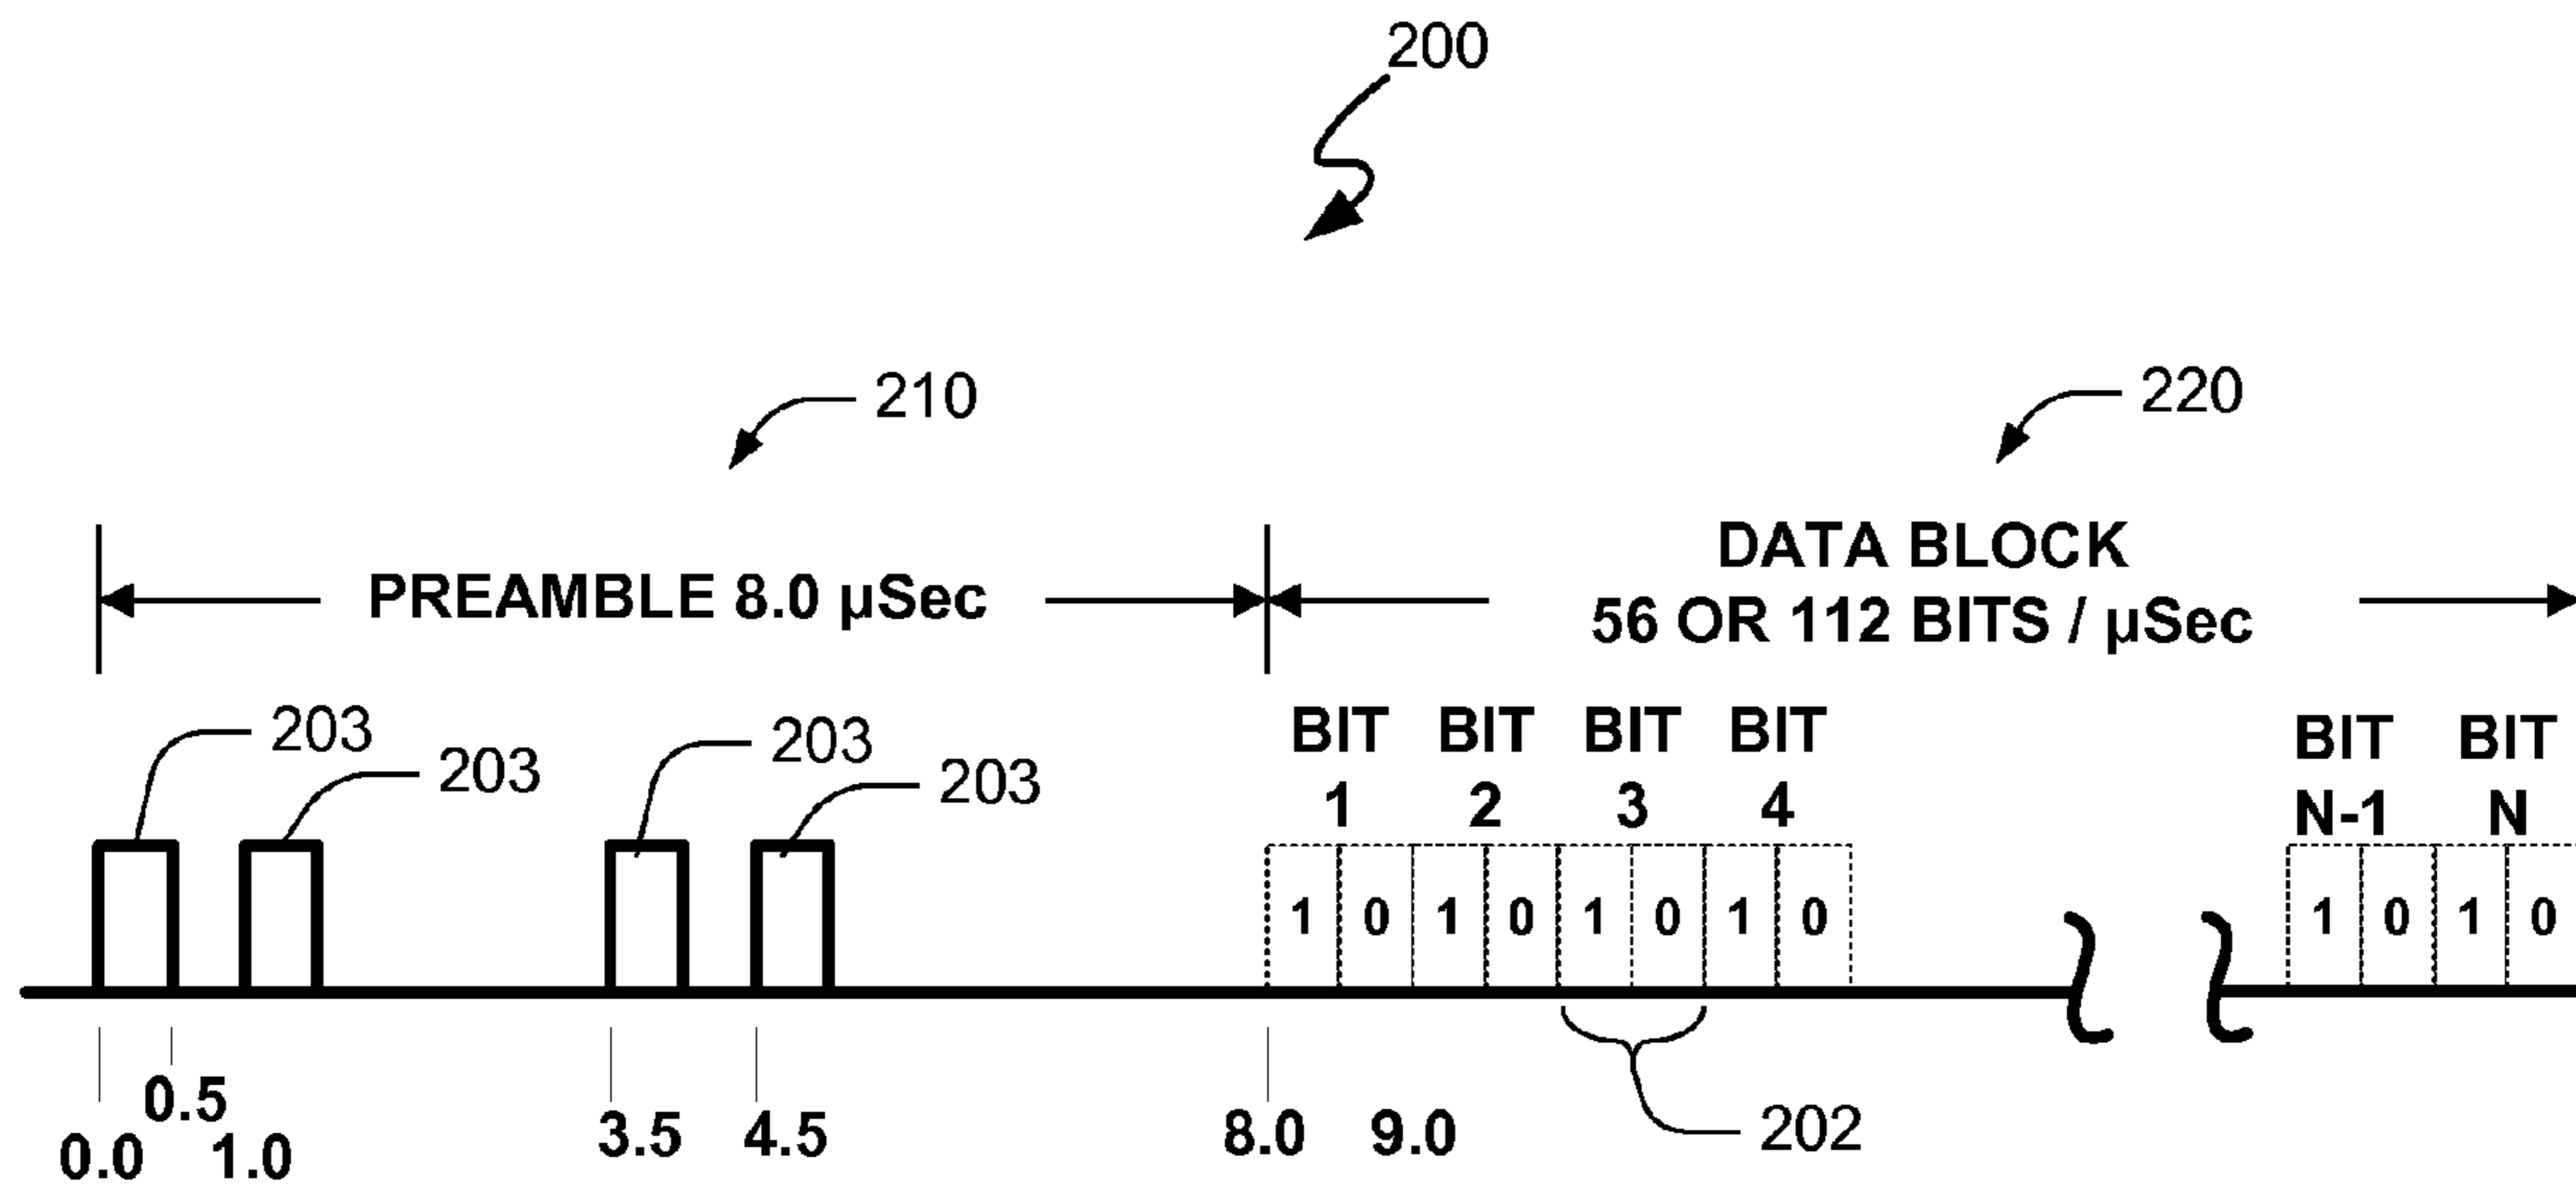 200
210
220
PREAMBLE 8.0 µSec
DATA BLOCK
56 OR 112 BITS / µSec
203
203
203
203
BIT BIT BIT BIT
1 2 3 4
BIT BIT
N-1 N
1 0 1 0 1 0 1 0
1 0 1 0
0.0 0.5 1.0 3.5 4.5 8.0 9.0
202